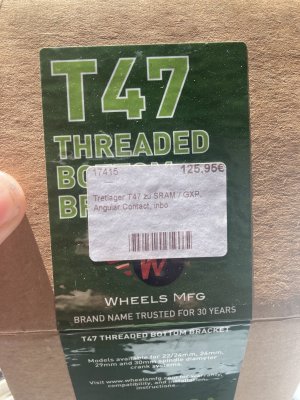 T47
THREADED
17415 125,95€
Tretlager T47 zu SRAM / GXP,
Angular Contact, inbo
W
WHEELS MFG
BRAND NAME TRUSTED FOR 30 YEARS
T47 THREADED BOTTOM BRACKET
Models available for 22/24mm, 24mm,
29mm and 30mm spindle diameter
crank systems.
Visit www.wheelsmfg.com for
compatibility, and installation
instructions.